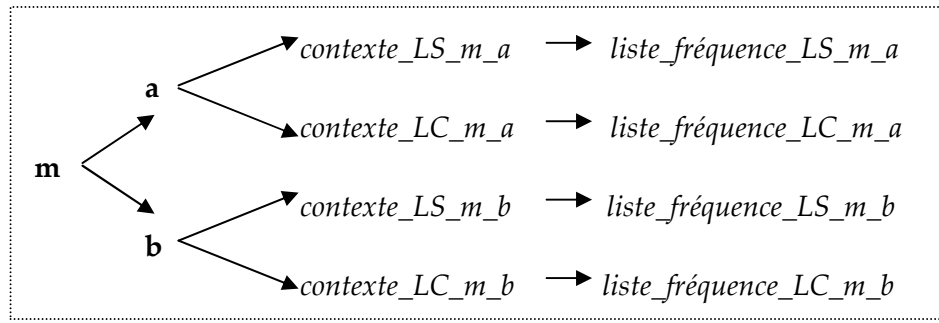 contexte_LS_m_a liste_fréquence_LS_m_a
a
contexte_LC_m_a liste_fréquence_LC_m_a
m
contexte_LS_m_b liste_fréquence_LS_m_b
b
contexte_LC_m_b liste_fréquence_LC_m_b